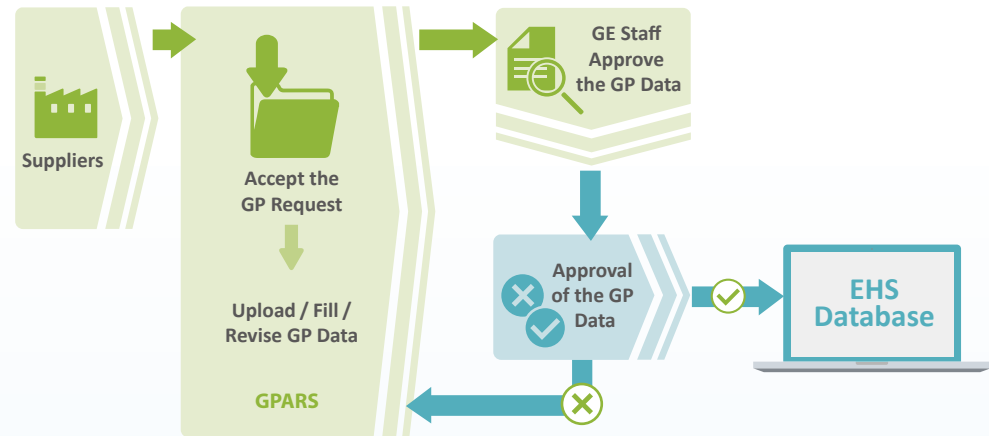 Suppliers
Accept the
GP Request
Upload / Fill /
Revise GP Data
GPARS
GE Staff
Approve
the GP Data
Approval
of the GP
Data
EHS
Database